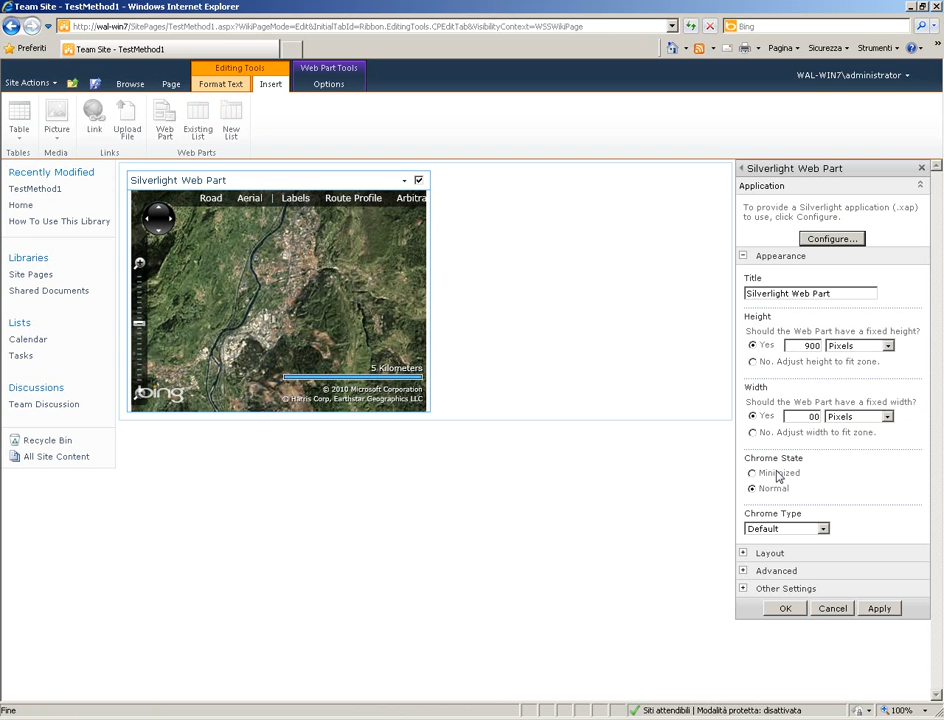 Team Site - TestMethod1 - Windows Internet Explorer
http://wal-win7/SitePages/TestMethod1.aspx?WikiPageMode=Edit&InitialTabId=Ribbon.EditingTools.CPEditTab&VisibilityContext=WSSWikiPage
Bing
Preferiti
Team Site - TestMethod1
Pagina
Sicurezza
Strumenti
Editing Tools
Web Part Tools
Site Actions
Browse
Page
Format Text
Insert
Options
WAL-WIN7\administrator
Table
Picture
Link
Upload File
Web Part
Existing List
New List
Tables
Media
Links
Web Parts
Recently Modified
TestMethod1
Home
How To Use This Library
Libraries
Site Pages
Shared Documents
Lists
Calendar
Tasks
Discussions
Team Discussion
Recycle Bin
All Site Content
Silverlight Web Part
Road
Aerial
|
Labels
Route Profile
Arbitra
5 Kilometers
bing
© 2010 Microsoft Corporation
© Harris Corp, Earthstar Geographics LLC
Silverlight Web Part
Application
To provide a Silverlight application (.xap)
to use, click Configure.
Configure...
Appearance
Title
Silverlight Web Part
Height
Should the Web Part have a fixed height?
Yes 900 Pixels
No. Adjust height to fit zone.
Width
Should the Web Part have a fixed width?
Yes 00 Pixels
No. Adjust width to fit zone.
Chrome State
Minimized
Normal
Chrome Type
Default
Layout
Advanced
Other Settings
OK
Cancel
Apply
Fine
Siti attendibili | Modalità protetta: disattivata
100%